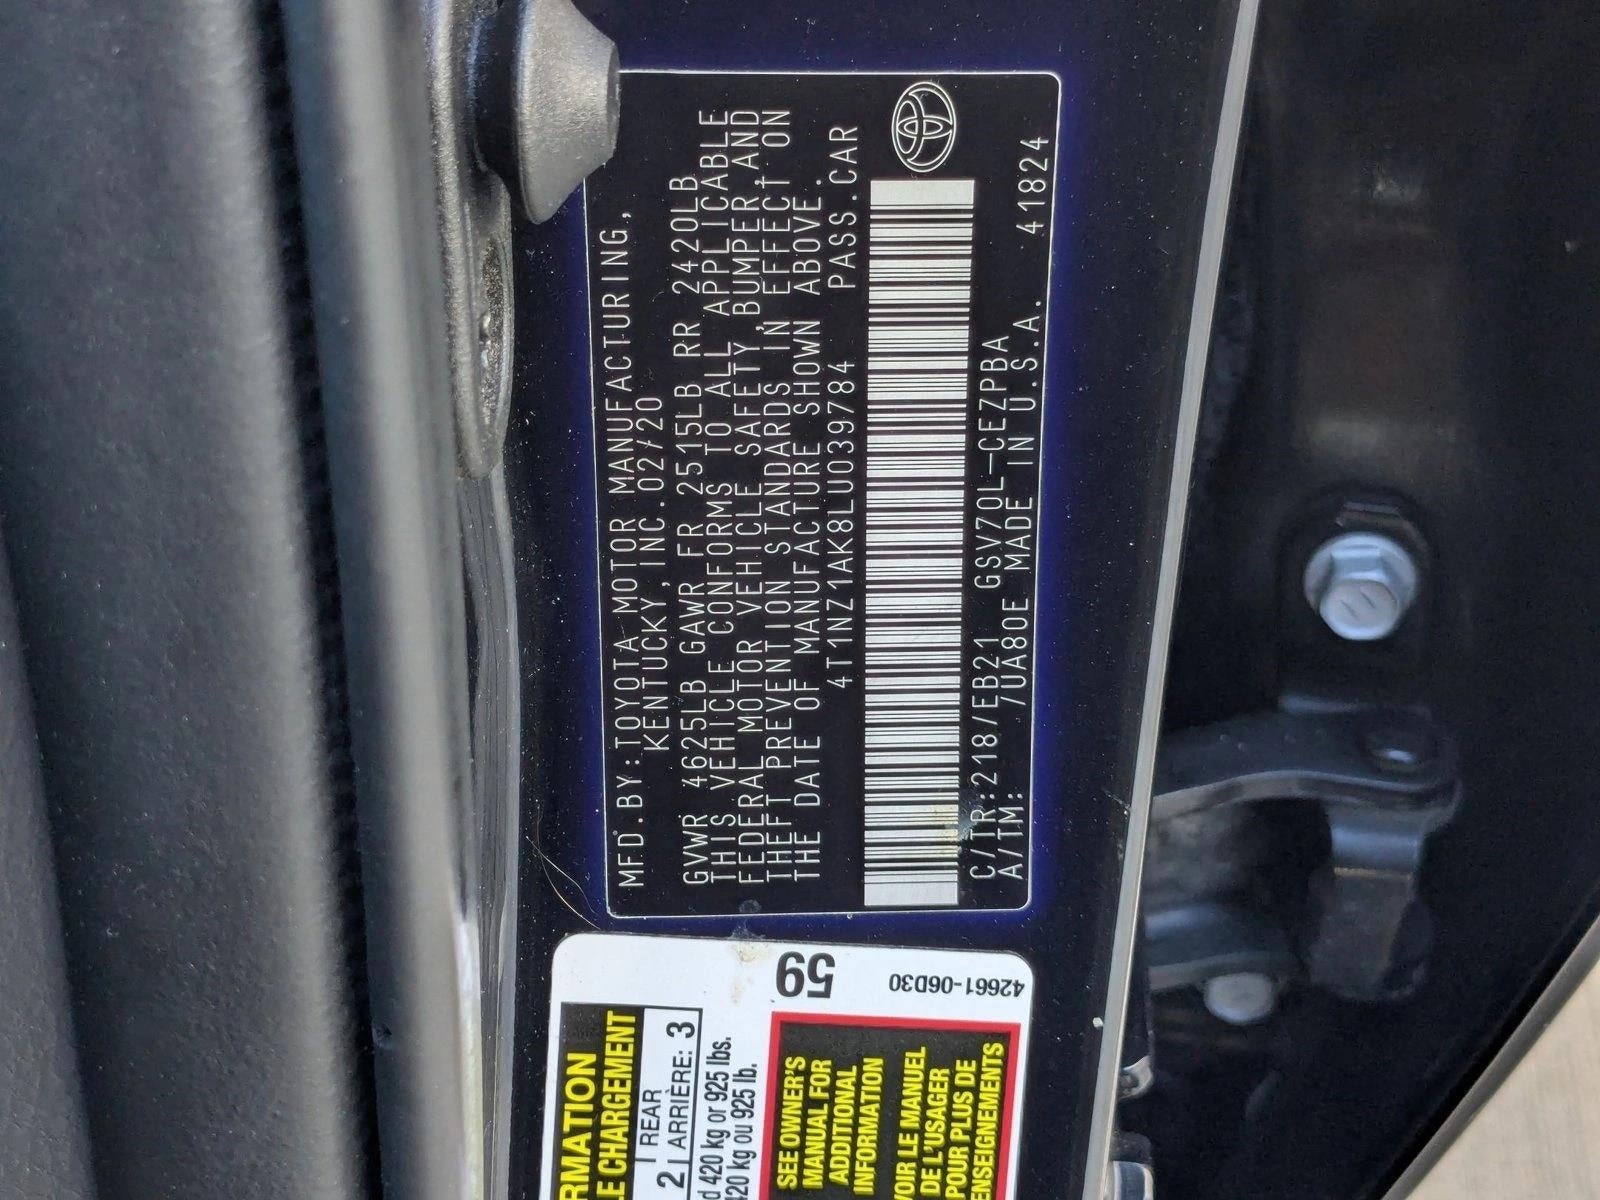 MFD.BY:TOYOTA MOTOR MANUFACTURING,
KENTUCKY,INC.02/20
GVWR 4625LB GAWR FR 2515LB RR 2420LB
THIS VEHICLE CONFORMS TO ALL APPLICABLE
FEDERAL MOTOR VEHICLE SAFETY,BUMPER,AND
THEFT PREVENTION STANDARDS IN EFFECT ON
THE DATE OF MANUFACTURE SHOWN ABOVE.
4T1NZ1AK8LU039784 PASS.CAR
C/TR:218/EB21 GSV70L-CEZPBA
A/TM: 7UA80E MADE IN U.S.A. 41824
59
42661-06D30
RMATION
E CHARGEMENT
2 REAR
ARRIÈRE: 3
d 420 kg or 925 lbs.
420 kg ou 925 lb.
SEE OWNER'S
MANUAL FOR
ADDITIONAL
INFORMATION
VOIR LE MANUEL
DE L'USAGER
POUR PLUS DE
ENSEIGNEMENTS